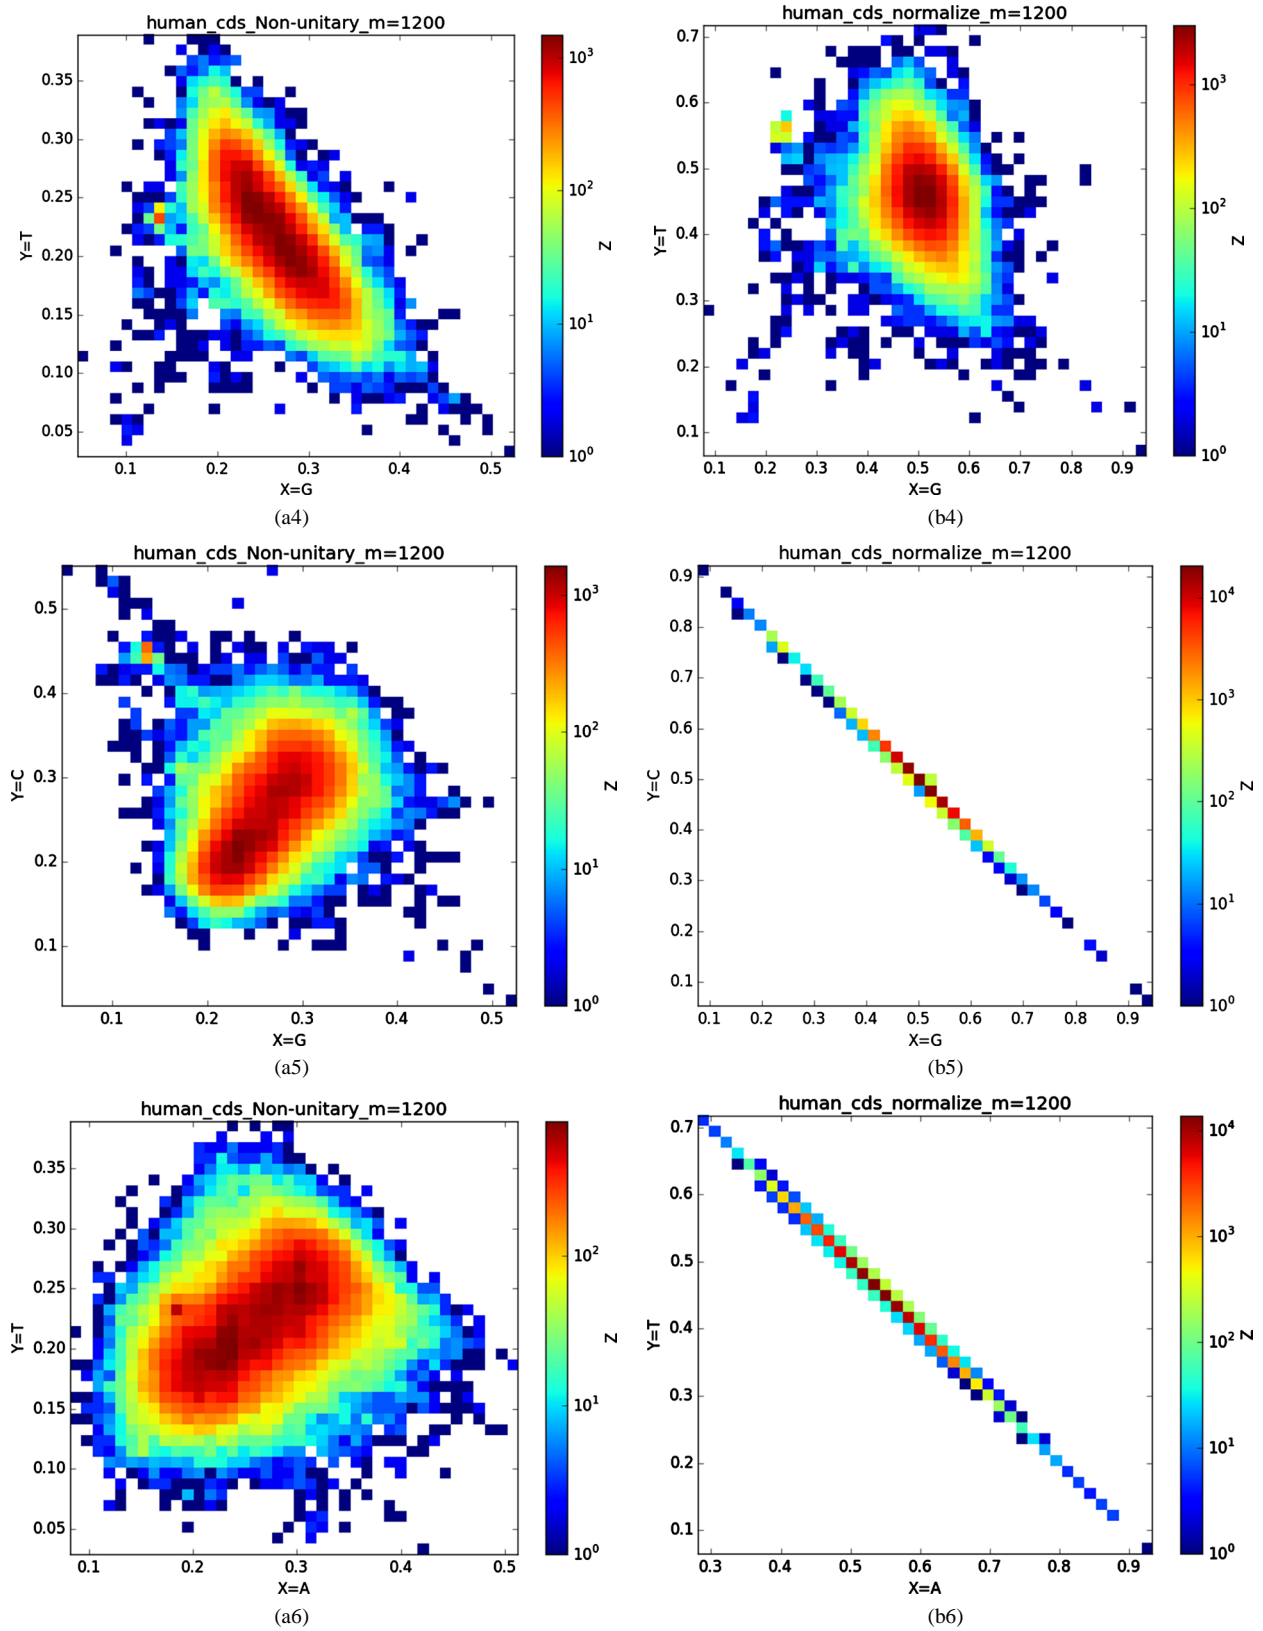 human_cds_Non-unitary_m=1200
0.35
0.30
0.25
0.20
0.15
0.10
0.05
Y=T
0.1 0.2 0.3 0.4 0.5
X=G
10³
10²
10¹
10⁰
Z
(a4)
human_cds_normalize_m=1200
0.7
0.6
0.5
0.4
0.3
0.2
0.1
Y=T
0.1 0.2 0.3 0.4 0.5 0.6 0.7 0.8 0.9
X=G
10³
10²
10¹
10⁰
Z
(b4)
human_cds_Non-unitary_m=1200
0.5
0.4
0.3
0.2
0.1
Y=C
0.1 0.2 0.3 0.4 0.5
X=G
10³
10²
10¹
10⁰
Z
(a5)
human_cds_normalize_m=1200
0.9
0.8
0.7
0.6
0.5
0.4
0.3
0.2
0.1
Y=C
0.1 0.2 0.3 0.4 0.5 0.6 0.7 0.8 0.9
X=G
10⁴
10³
10²
10¹
10⁰
Z
(b5)
human_cds_Non-unitary_m=1200
0.35
0.30
0.25
0.20
0.15
0.10
0.05
Y=T
0.1 0.2 0.3 0.4 0.5
X=A
10²
10¹
10⁰
Z
(a6)
human_cds_normalize_m=1200
0.7
0.6
0.5
0.4
0.3
0.2
0.1
Y=T
0.3 0.4 0.5 0.6 0.7 0.8 0.9
X=A
10⁴
10³
10²
10¹
10⁰
Z
(b6)